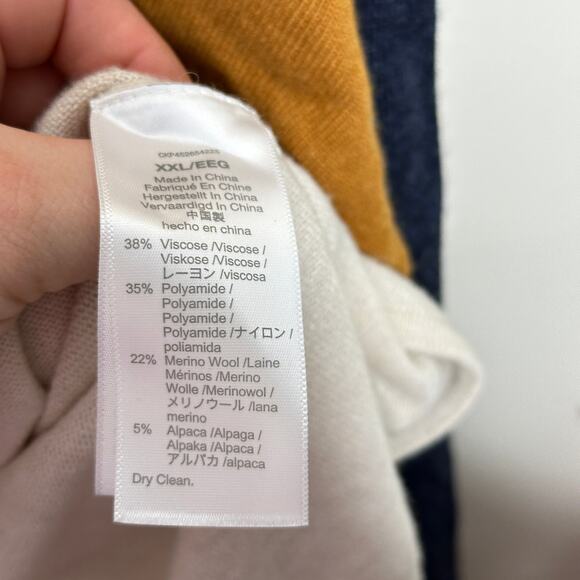 CKP452654225
XXL/EEG
Made In China
Fabriqué En Chine
Hergestellt In China
Vervaardigd In China
中国製
hecho en china
38% Viscose /Viscose /
Viskose /Viscose /
レーヨン /viscosa
35% Polyamide /
Polyamide /
Polyamide /
Polyamide /ナイロン /
poliamida
22% Merino Wool /Laine
Mérinos /Merino
Wolle /Merinowol /
メリノウール /lana
merino
5% Alpaca /Alpaga /
Alpaka /Alpaca /
アルパカ /alpaca
Dry Clean.